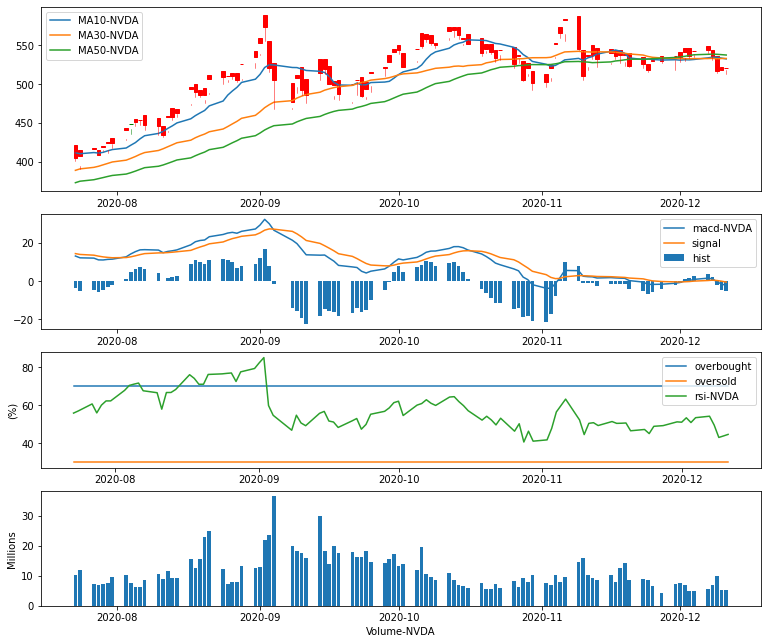 MA10-NVDA
MA30-NVDA
MA50-NVDA
550
500
450
400
2020-08 2020-09 2020-10 2020-11 2020-12
macd-NVDA
signal
hist
20
0
−20
2020-08 2020-09 2020-10 2020-11 2020-12
overbought
oversold
rsi-NVDA
80
60
40
(%)
2020-08 2020-09 2020-10 2020-11 2020-12
30
20
10
0
Millions
2020-08 2020-09 2020-10 2020-11 2020-12
Volume-NVDA